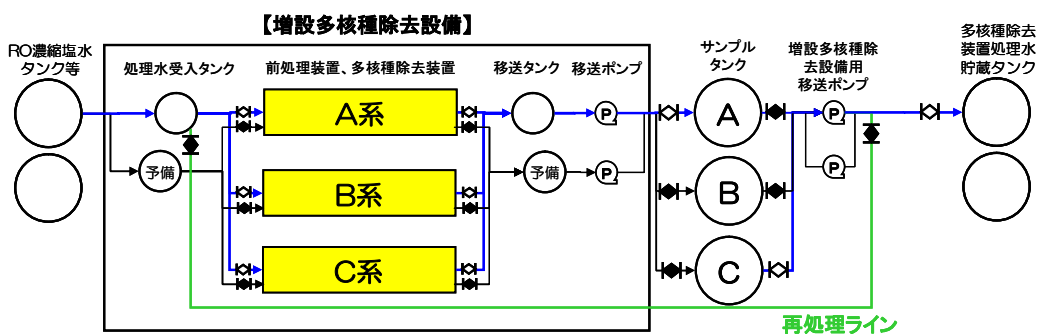 【増設多核種除去設備】
RO濃縮塩水
タンク等
処理水受入タンク
前処理装置、多核種除去装置
移送タンク
移送ポンプ
サンプル
タンク
増設多核種除
去設備用
移送ポンプ
多核種除去
装置処理水
貯蔵タンク
A系
P
A
P
予備
予備
P
P
B系
B
C系
C
再処理ライン